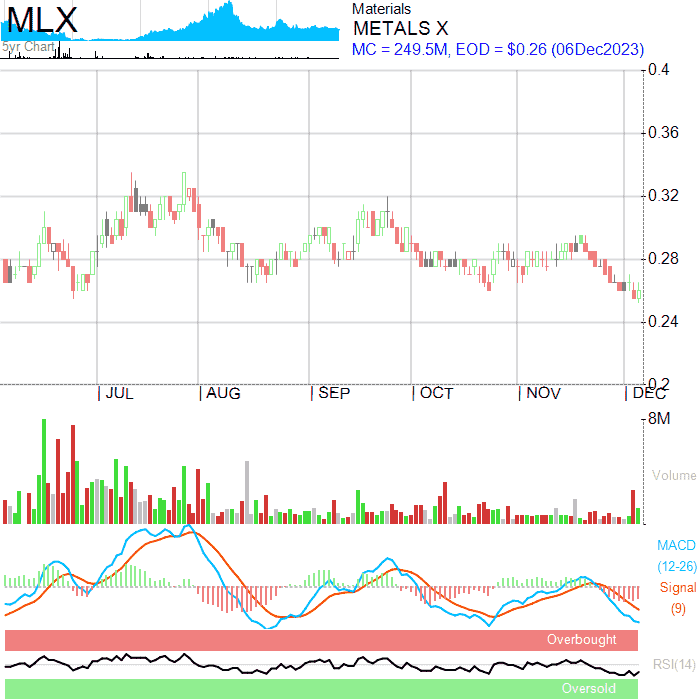 MLX
5yr Chart
Materials
METALS X
MC = 249.5M, EOD = $0.26 (06Dec2023)
0.4
0.36
0.32
0.28
0.24
0.2
JUL
AUG
SEP
OCT
NOV
DEC
8M
Volume
MACD
(12-26)
Signal
(9)
Overbought
RSI(14)
Oversold